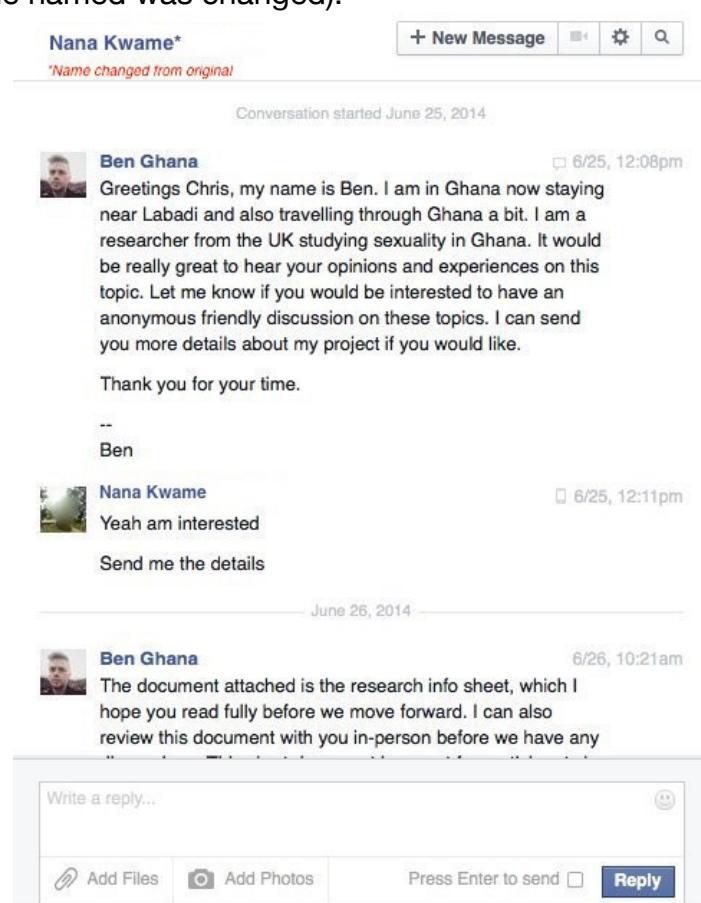 named was changed).
Nana Kwame*
+ New Message
*Name changed from original
Conversation started June 25, 2014
Ben Ghana
6/25, 12:08pm
Greetings Chris, my name is Ben. I am in Ghana now staying
near Labadi and also travelling through Ghana a bit. I am a
researcher from the UK studying sexuality in Ghana. It would
be really great to hear your opinions and experiences on this
topic. Let me know if you would be interested to have an
anonymous friendly discussion on these topics. I can send
you more details about my project if you would like.
Thank you for your time.
--
Ben
Nana Kwame
6/25, 12:11pm
Yeah am interested
Send me the details
June 26, 2014
Ben Ghana
6/26, 10:21am
The document attached is the research info sheet, which I
hope you read fully before we move forward. I can also
review this document with you in-person before we have any
Write a reply...
Add Files
Add Photos
Press Enter to send
Reply